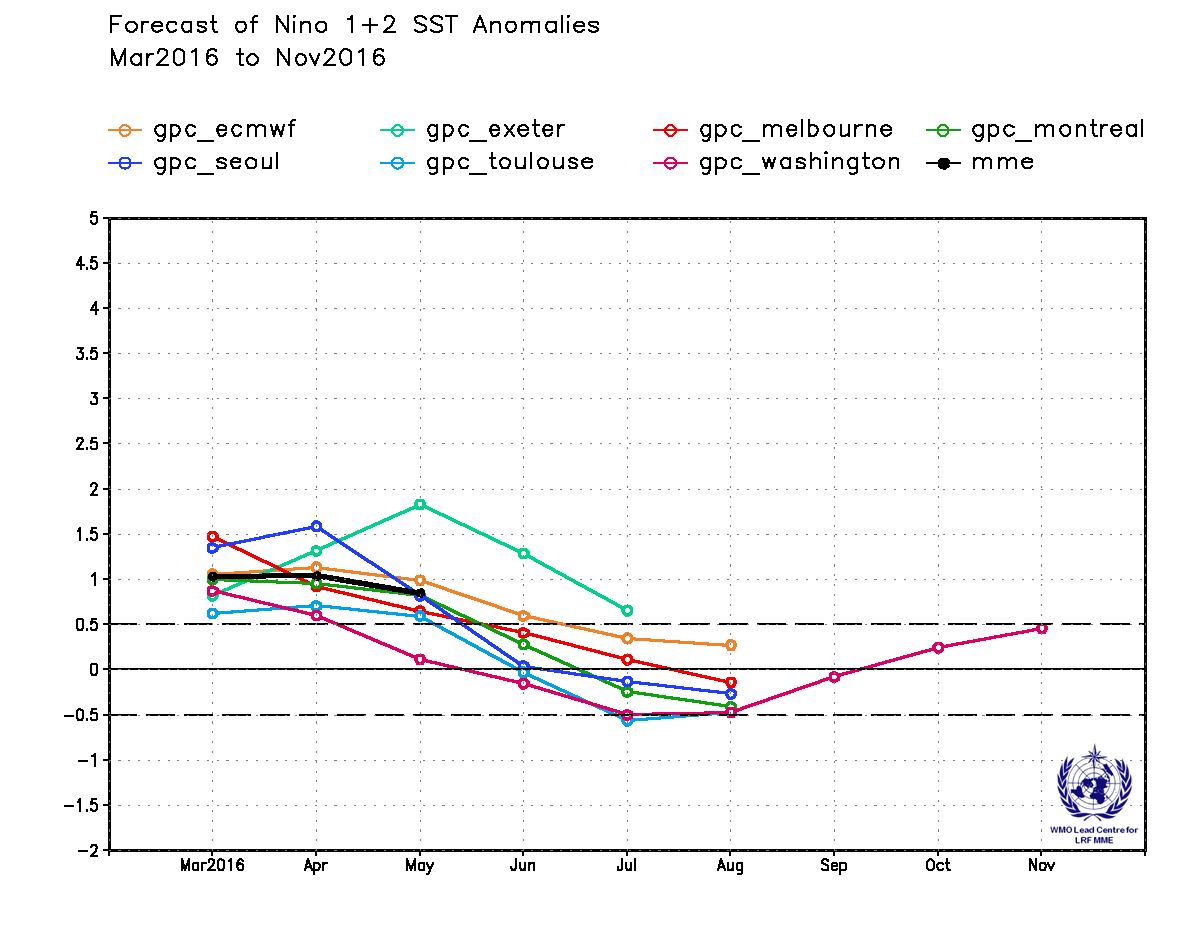 Forecast of Nino 1+2 SST Anomalies
Mar2016 to Nov2016
gpc_ecmwf gpc_exeter gpc_melbourne gpc_montreal
gpc_seoul gpc_toulouse gpc_washington mme
5
4.5
4
3.5
3
2.5
2
1.5
1
0.5
0
−0.5
−1
−1.5
−2
Mar2016 Apr May Jun Jul Aug Sep Oct Nov
WMO Lead Centre for
LRF MME